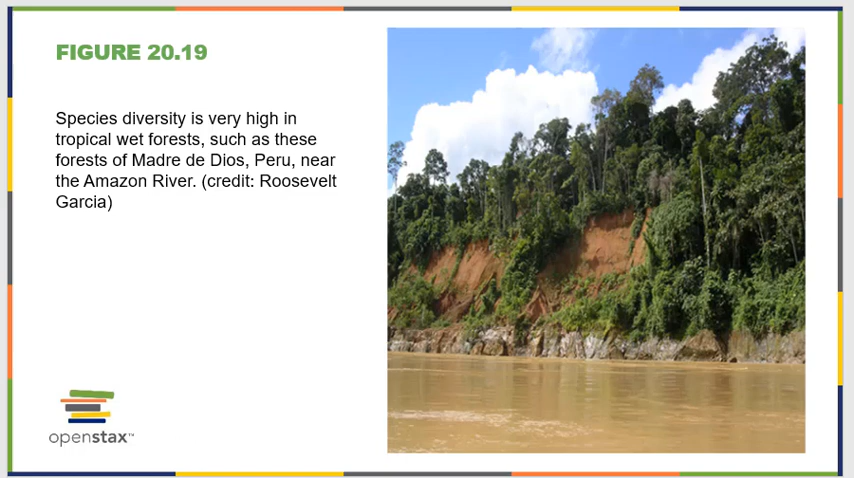 FIGURE 20.19
Species diversity is very high in
tropical wet forests, such as these
forests of Madre de Dios, Peru, near
the Amazon River. (credit: Roosevelt
Garcia)
openstax™